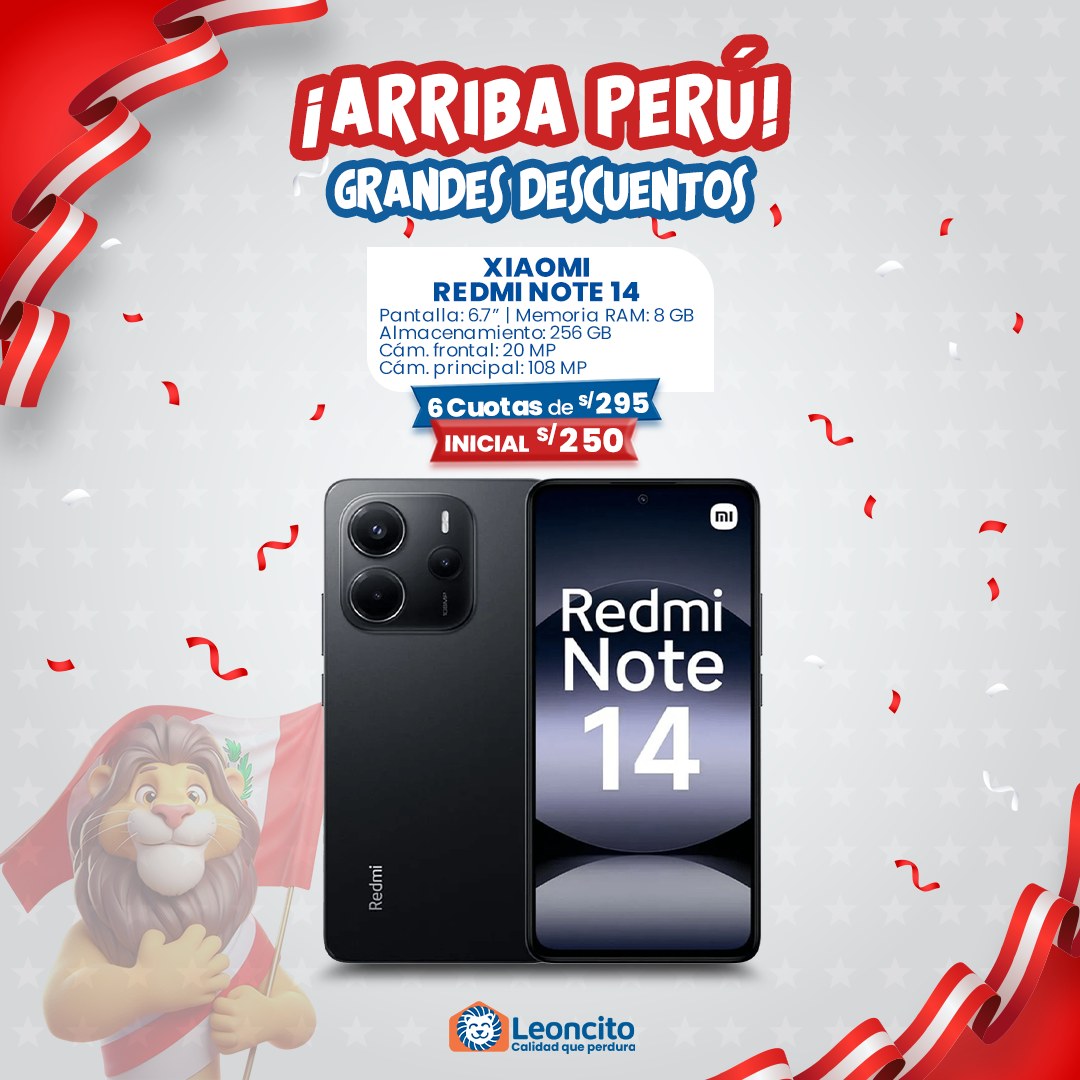 ¡ARRIBA PERÚ!
GRANDES DESCUENTOS
XIAOMI
REDMI NOTE 14
Pantalla: 6.7” | Memoria RAM: 8 GB
Almacenamiento: 256 GB
Cám. frontal: 20 MP
Cám. principal: 108 MP
6 Cuotas de S/295
INICIAL S/250
mi
Redmi
Note
14
108MP
Redmi
Leoncito
Calidad que perdura